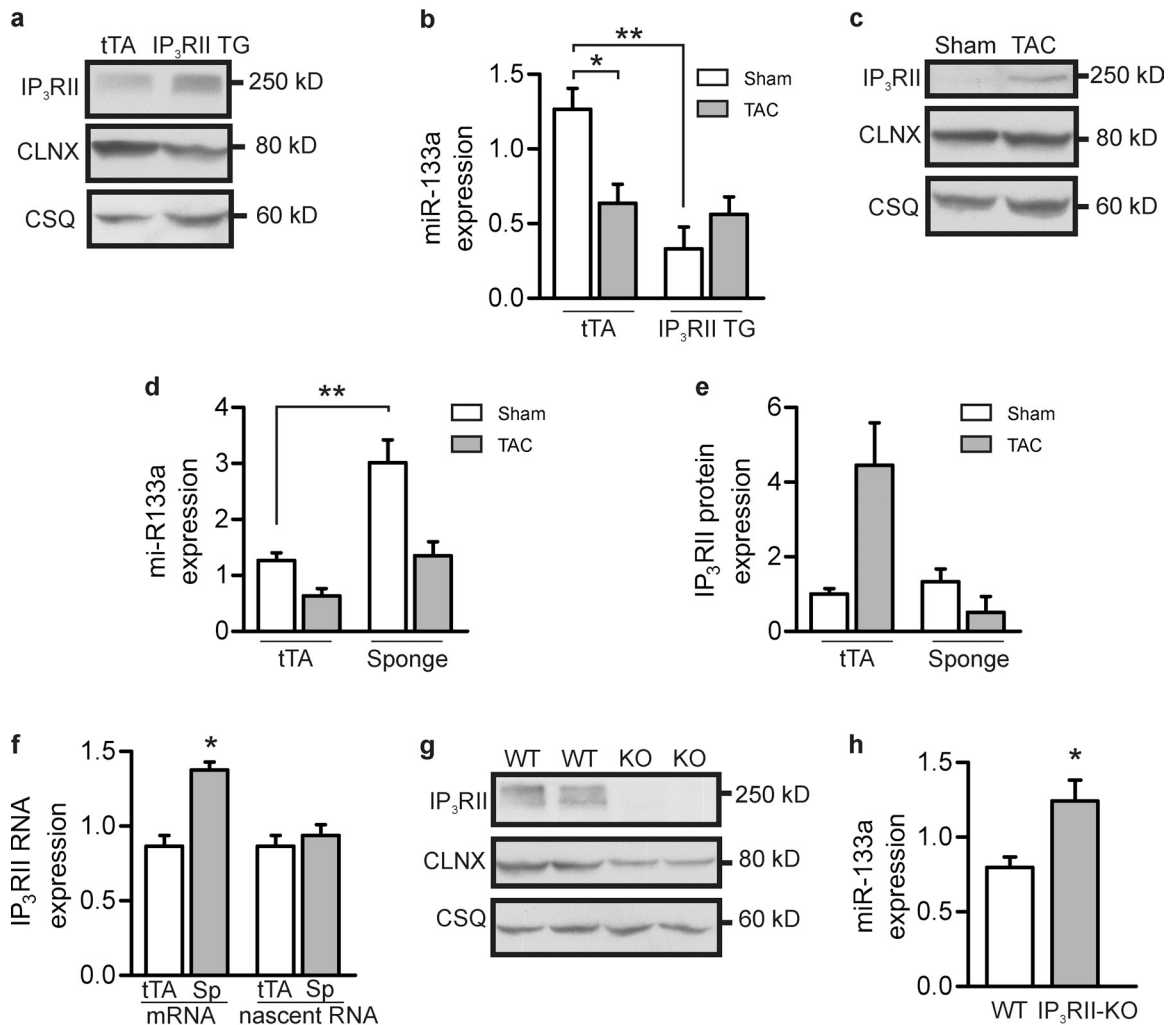 a
tTA IP₃RII TG
IP₃RII
250 kD
CLNX
80 kD
CSQ
60 kD
b
**
*
Sham
TAC
miR-133a
expression
1.5
1.0
0.5
0.0
tTA
IP₃RII TG
c
Sham TAC
IP₃RII
250 kD
CLNX
80 kD
CSQ
60 kD
d
**
Sham
TAC
mi-R133a
expression
4
3
2
1
0
tTA
Sponge
e
Sham
TAC
IP₃RII protein
expression
6
4
2
0
tTA
Sponge
f
*
IP₃RII RNA
expression
1.5
1.0
0.5
0.0
tTA Sp tTA Sp
mRNA nascent RNA
g
WT WT KO KO
IP₃RII
250 kD
CLNX
80 kD
CSQ
60 kD
h
*
miR-133a
expression
1.5
1.0
0.5
0.0
WT IP₃RII-KO